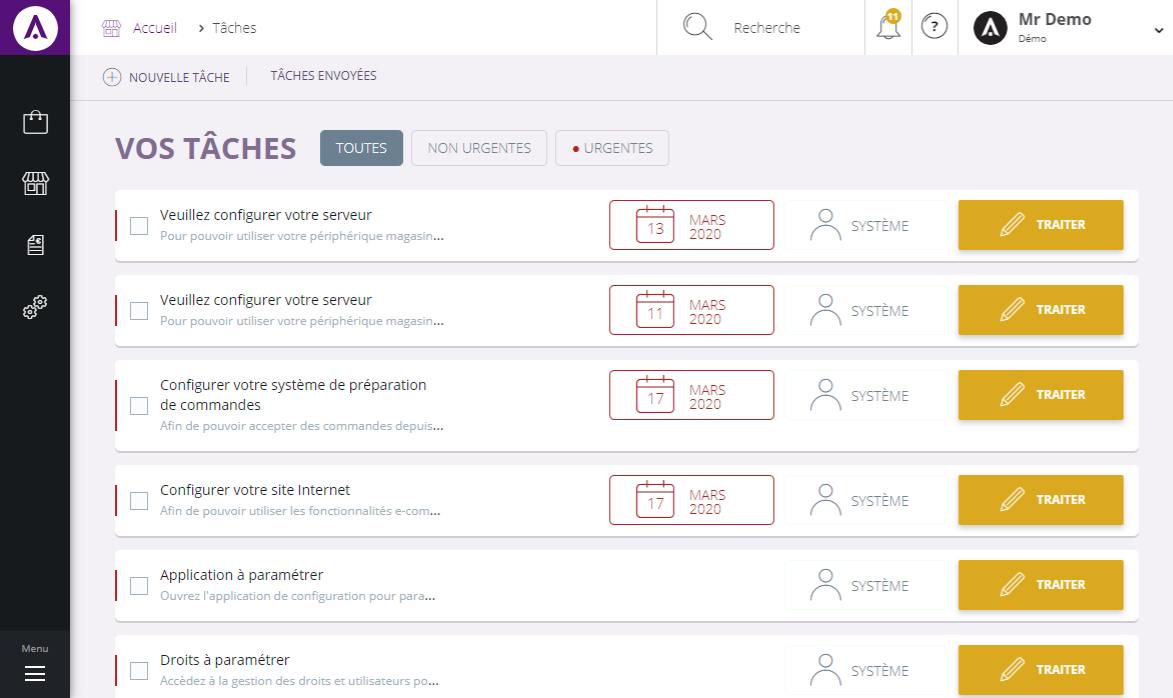 Accueil > Tâches
Recherche
11
?
Mr Demo
Démo
NOUVELLE TÂCHE
TÂCHES ENVOYÉES
VOS TÂCHES
TOUTES
NON URGENTES
URGENTES
Veuillez configurer votre serveur
Pour pouvoir utiliser votre périphérique magasin...
13
MARS
2020
SYSTÈME
TRAITER
Veuillez configurer votre serveur
Pour pouvoir utiliser votre périphérique magasin...
11
MARS
2020
SYSTÈME
TRAITER
Configurer votre système de préparation
de commandes
Afin de pouvoir accepter des commandes depuis...
17
MARS
2020
SYSTÈME
TRAITER
Configurer votre site Internet
Afin de pouvoir utiliser les fonctionnalités e-com...
17
MARS
2020
SYSTÈME
TRAITER
Application à paramétrer
Ouvrez l'application de configuration pour para...
SYSTÈME
TRAITER
Droits à paramétrer
Accèdez à la gestion des droits et utilisateurs po...
SYSTÈME
TRAITER
Menu